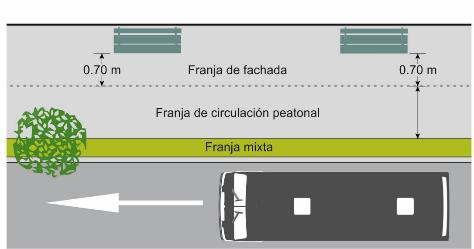 0.70 m
Franja de fachada
0.70 m
Franja de circulación peatonal
Franja mixta